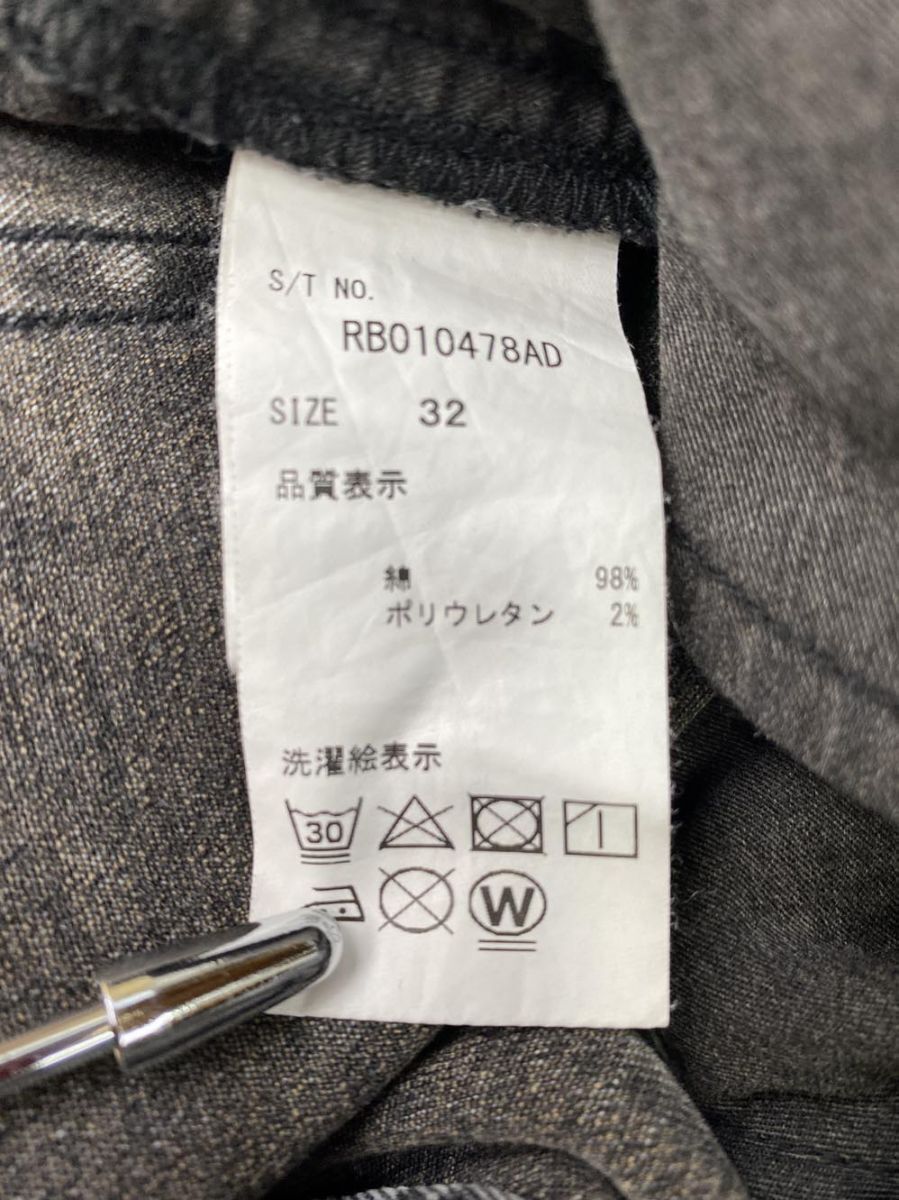 S/T NO.
RB010478AD
SIZE 32
品質表示
綿 98%
ポリウレタン 2%
洗濯絵表示
30
W